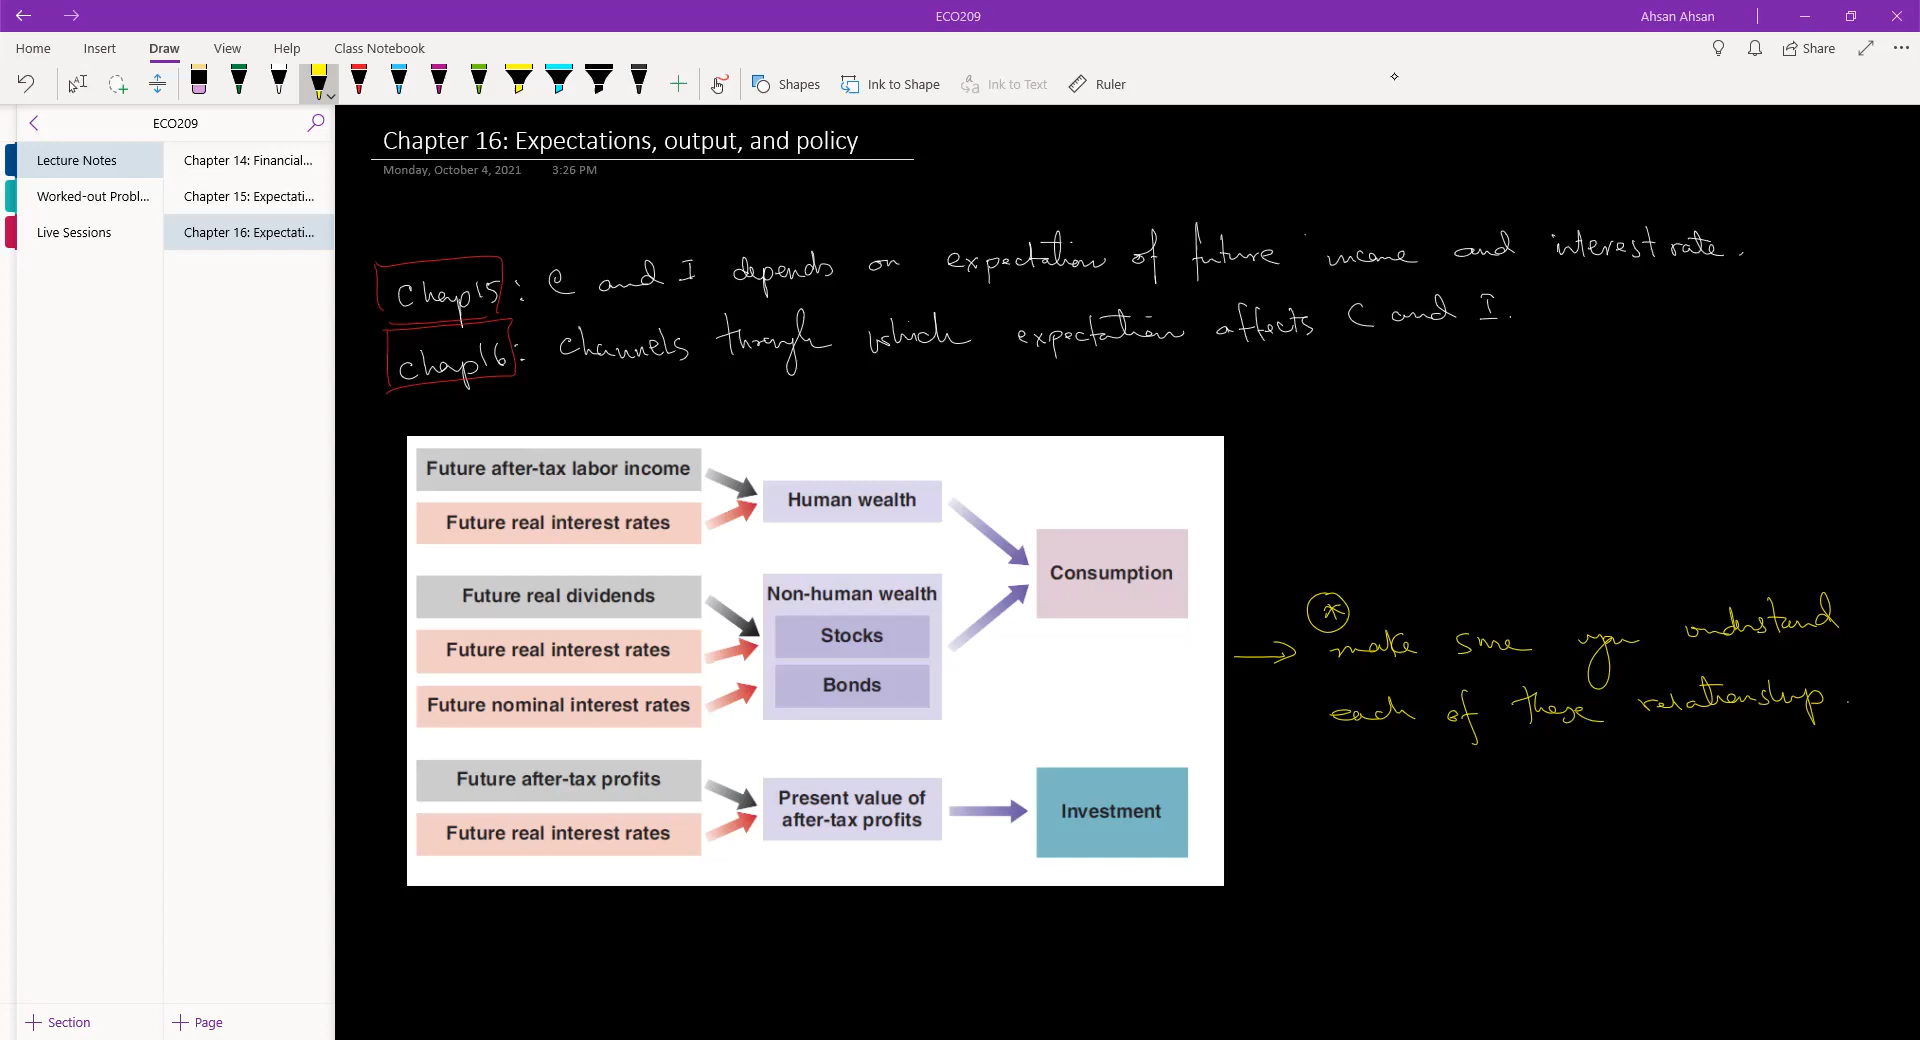 ECO209
Ahsan Ahsan
Home Insert Draw View Help Class Notebook
Share
Shapes Ink to Shape Ink to Text Ruler
ECO209
Lecture Notes
Worked-out Probl...
Live Sessions
Chapter 14: Financial...
Chapter 15: Expectati...
Chapter 16: Expectati...
Section
Page
Chapter 16: Expectations, output, and policy
Monday, October 4, 2021 3:26 PM
Chap15: C and I depends on expectation of future income and interest rate.
Chap16: channels through which expectation affects C and I.
Future after-tax labor income
Future real interest rates
Human wealth
Future real dividends
Future real interest rates
Future nominal interest rates
Non-human wealth
Stocks
Bonds
Consumption
Future after-tax profits
Future real interest rates
Present value of
after-tax profits
Investment
make sure you understand
each of these relationship.